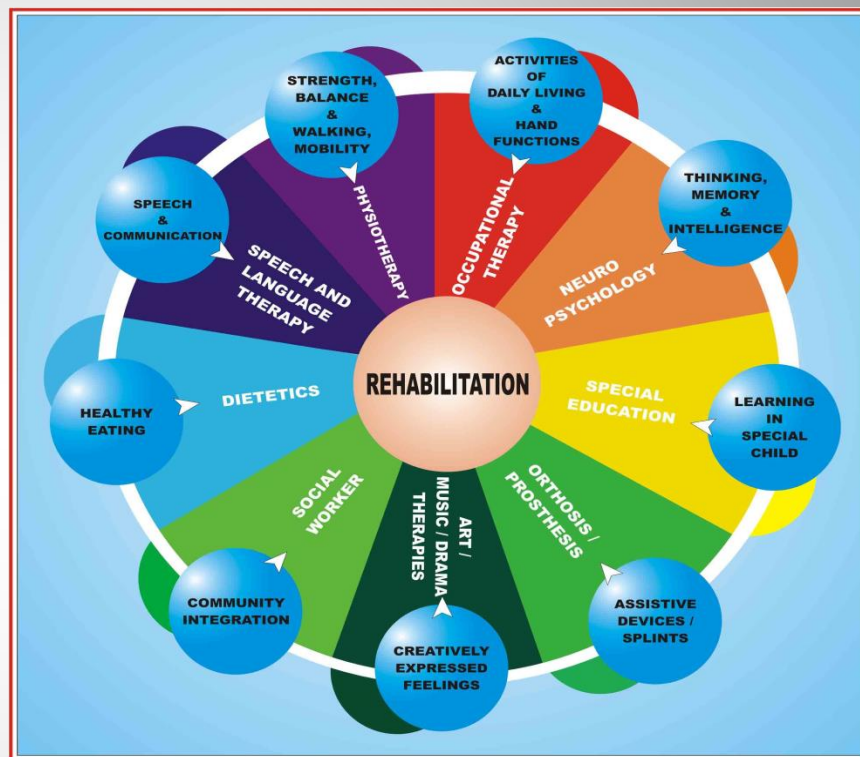 STRENGTH,
BALANCE
&
WALKING,
MOBILITY
ACTIVITIES
OF
DAILY LIVING
&
HAND
FUNCTIONS
THINKING,
MEMORY
&
INTELLIGENCE
SPEECH
&
COMMUNICATION
PHYSIOTHERAPY
OCCUPATIONAL
THERAPY
NEURO
PSYCHOLOGY
SPEECH AND
LANGUAGE
THERAPY
REHABILITATION
DIETETICS
HEALTHY
EATING
SPECIAL
EDUCATION
LEARNING
IN
SPECIAL
CHILD
SOCIAL
WORKER
ART /
MUSIC / DRAMA
THERAPIES
ORTHOSIS /
PROSTHESIS
COMMUNITY
INTEGRATION
CREATIVELY
EXPRESSED
FEELINGS
ASSISTIVE
DEVICES /
SPLINTS